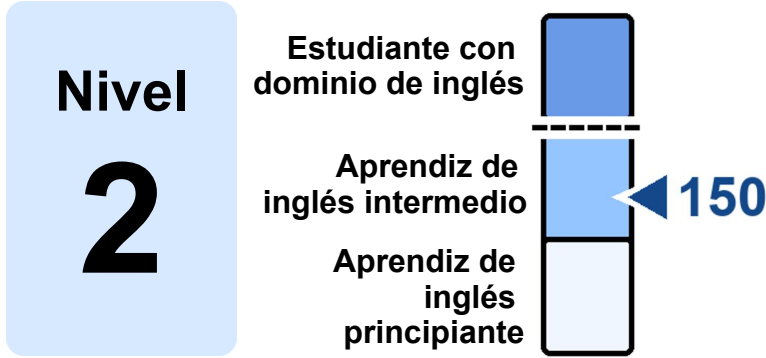 Nivel
2
Estudiante con
dominio de inglés
Aprendiz de
inglés intermedio
150
Aprendiz de
inglés
principiante